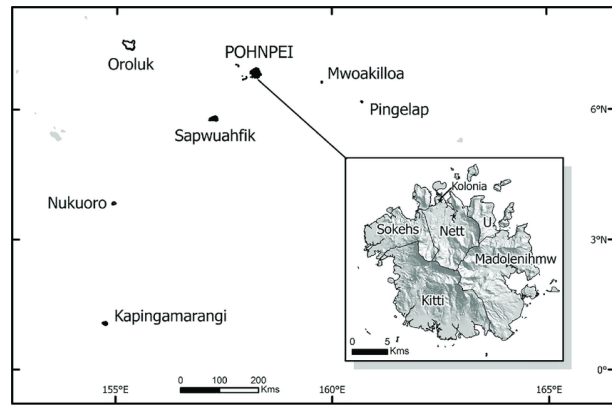 POHNPEI
Oroluk
Mwoakilloa
Pingelap
6°N
Sapwuahfik
Kolonia
U
Sokehs
Nett
Nukuoro
3°N
Madolenihmw
Kitti
Kapingamarangi
0 5
Kms
0°
0 100 200
Kms
155°E
160°E
165°E